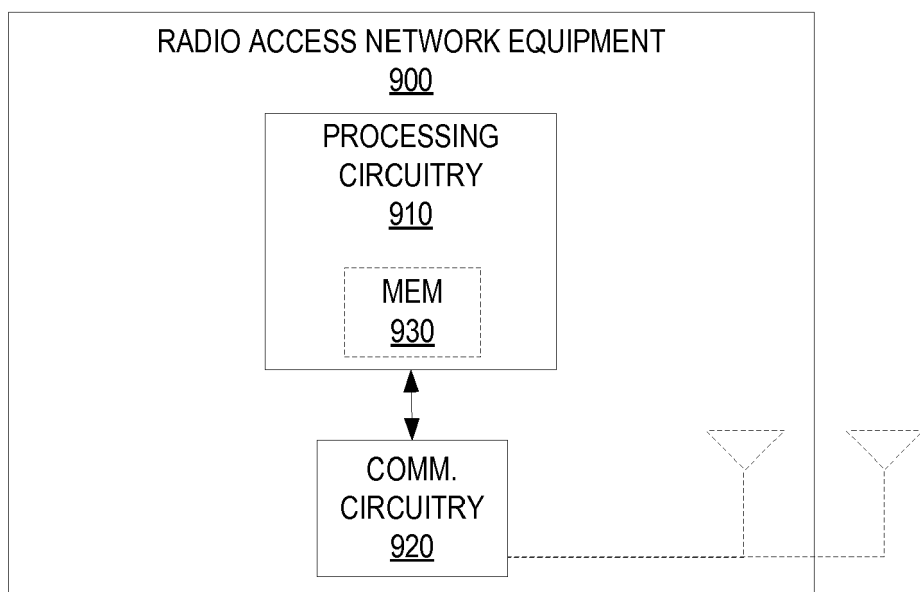 RADIO ACCESS NETWORK EQUIPMENT
900
PROCESSING
CIRCUITRY
910
MEM
930
COMM.
CIRCUITRY
920